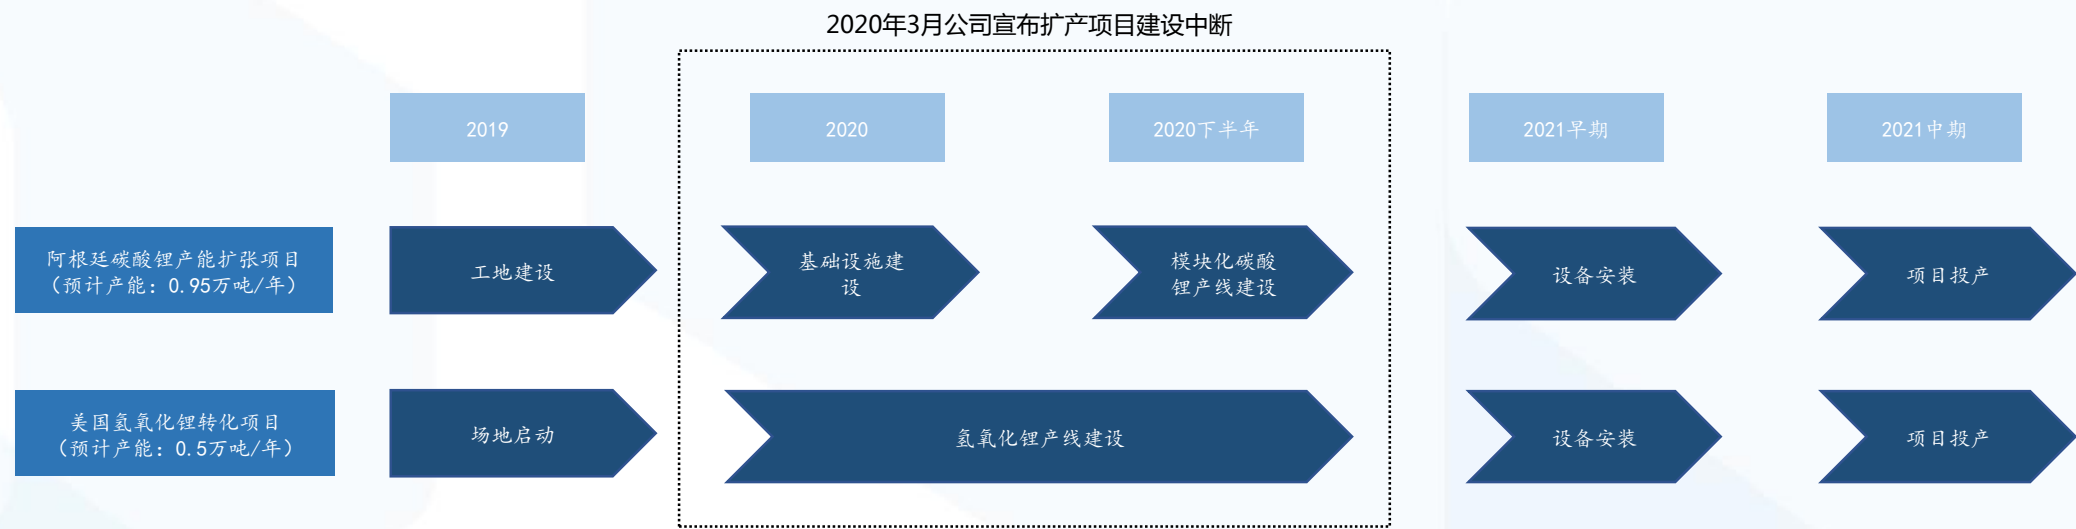 2020年3月公司宣布扩产项目建设中断
2019
2020
2020下半年
2021早期
2021中期
阿根廷碳酸锂产能扩张项目
（预计产能：0.95万吨/年）
工地建设
基础设施建
设
模块化碳酸
锂产线建设
设备安装
项目投产
美国氢氧化锂转化项目
（预计产能：0.5万吨/年）
场地启动
氢氧化锂产线建设
设备安装
项目投产